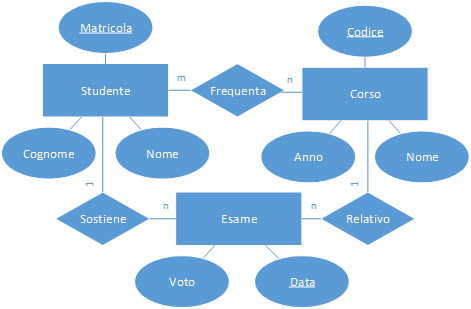 Matricola
Codice
Studente
m
Frequenta
n
Corso
Cognome
Nome
Anno
Nome
1
1
Sostiene
n
Esame
n
Relativo
Voto
Data